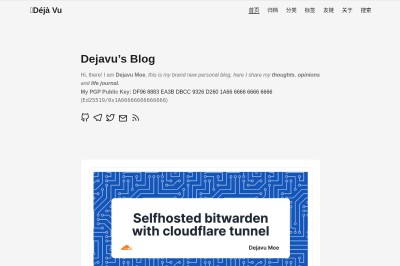 Déjà Vu
首页 归档 分类 标签 友链 关于 搜索
Dejavu's Blog
Hi, there! I am Dejavu Moe, this is my brand new personal blog, here I share my thoughts, opinions
and life journal.
My PGP Public Key: DF96 8883 EA3B DBCC 9326 D260 1A66 6666 6666 6666
(Ed25519/0x1A66666666666666)
Selfhosted bitwarden
with cloudflare tunnel
Dejavu Moe